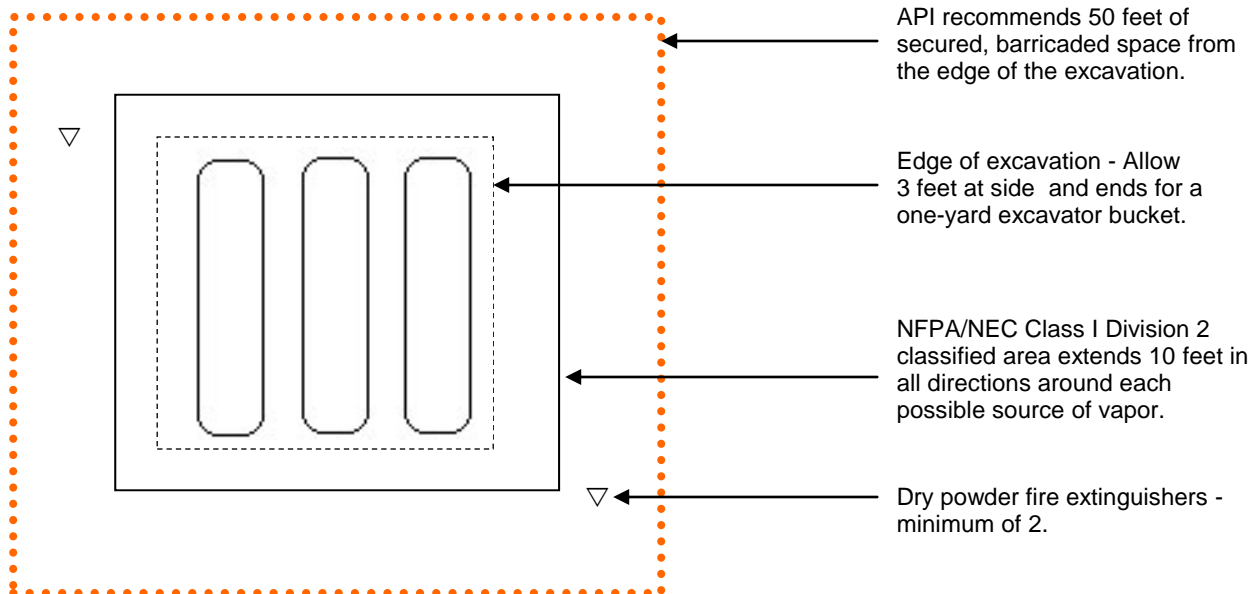 API recommends 50 feet of
secured, barricaded space from
the edge of the excavation.
Edge of excavation - Allow
3 feet at side  and ends for a
one-yard excavator bucket.
NFPA/NEC Class I Division 2
classified area extends 10 feet in
all directions around each
possible source of vapor.
Dry powder fire extinguishers -
minimum of 2.